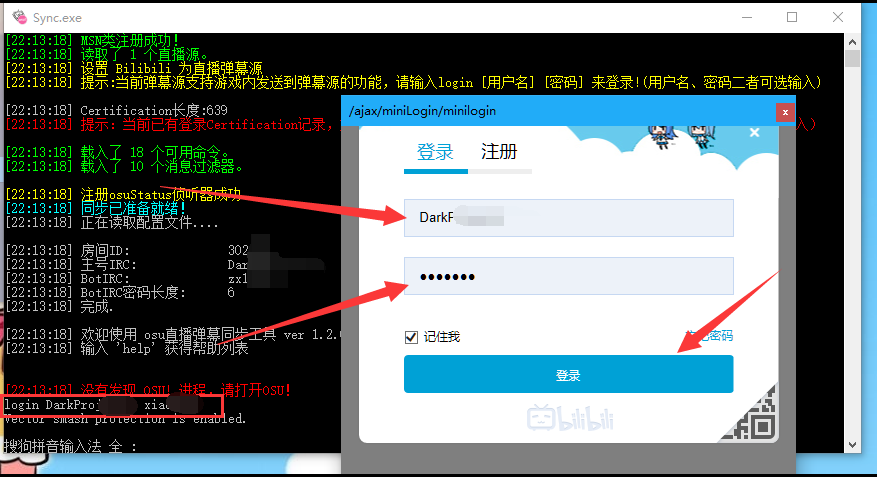 Sync.exe
[22:13:18] MSN类注册成功!
[22:13:18] 读取了 1 个直播源。
[22:13:18] 设置 Bilibili 为直播弹幕源
[22:13:18] 提示:当前弹幕源支持游戏内发送到弹幕源的功能，请输入login [用户名] [密码] 来登录!(用户名、密码二者可选输入)
[22:13:18] Certification长度:639
[22:13:18] 提示: 当前已有登录Certification记录，
[22:13:18] 载入了 18 个可用命令。
[22:13:18] 载入了 10 个消息过滤器。
[22:13:18] 注册osuStatus侦听器成功
[22:13:18] 同步已准备就绪!
[22:13:18] 正在读取配置文件....
[22:13:18] 房间ID: 302
[22:13:18] 主号IRC: Dar
[22:13:18] BotIRC: zx1
[22:13:18] BotIRC密码长度: 6
[22:13:18] 完成.
[22:13:18] 欢迎使用 osu直播弹幕同步工具 ver 1.2.
[22:13:18] 输入 'help' 获得帮助列表
[22:13:18] 没有发现 OSU! 进程，请打开OSU!
login DarkProj xia
Vector smash protection is enabled.
搜狗拼音输入法 全 :
/ajax/miniLogin/minilogin
登录 注册
DarkP
•••••••
记住我
密码
登录
bilibili